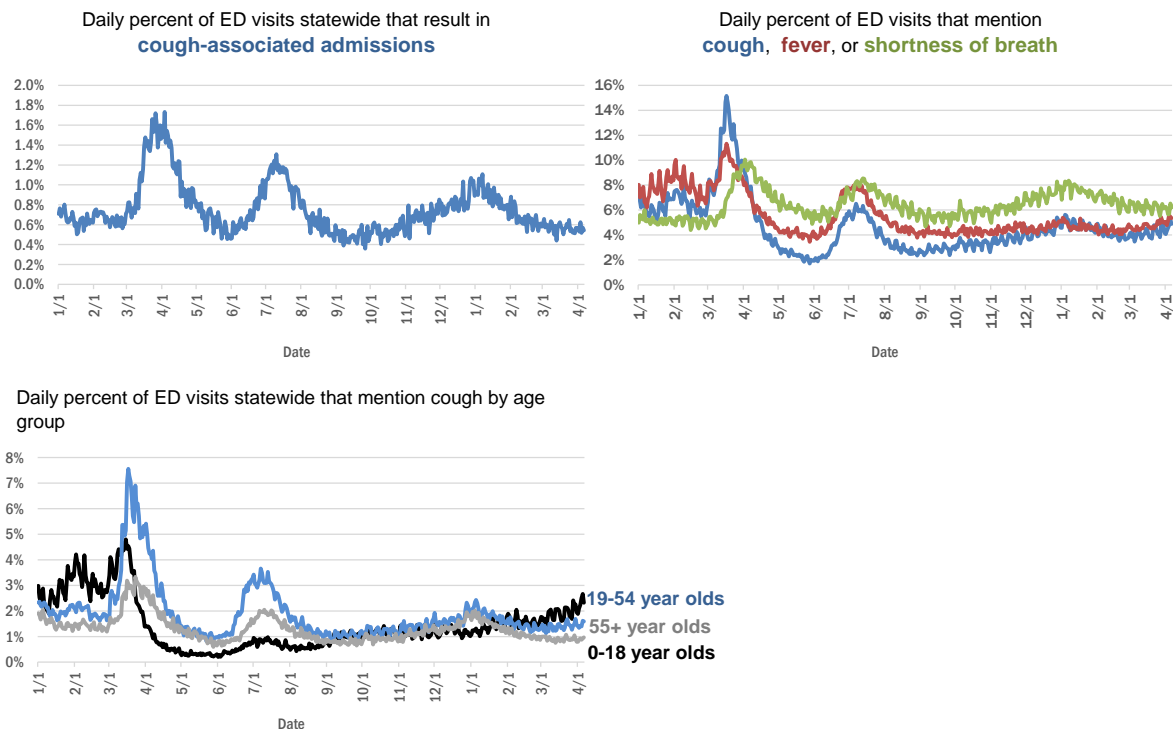 Daily percent of ED visits statewide that result in
cough-associated admissions
2.0%
1.8%
1.6%
1.4%
1.2%
1.0%
0.8%
0.6%
0.4%
0.2%
0.0%
1/1 2/1 3/1 4/1 5/1 6/1 7/1 8/1 9/1 10/1 11/1 12/1 1/1 2/1 3/1 4/1
Date
Daily percent of ED visits that mention
cough, fever, or shortness of breath
16%
14%
12%
10%
8%
6%
4%
2%
0%
1/1 2/1 3/1 4/1 5/1 6/1 7/1 8/1 9/1 10/1 11/1 12/1 1/1 2/1 3/1 4/1
Date
Daily percent of ED visits statewide that mention cough by age
group
8%
7%
6%
5%
4%
3%
2%
1%
0%
1/1 2/1 3/1 4/1 5/1 6/1 7/1 8/1 9/1 10/1 11/1 12/1 1/1 2/1 3/1 4/1
Date
19-54 year olds
55+ year olds
0-18 year olds